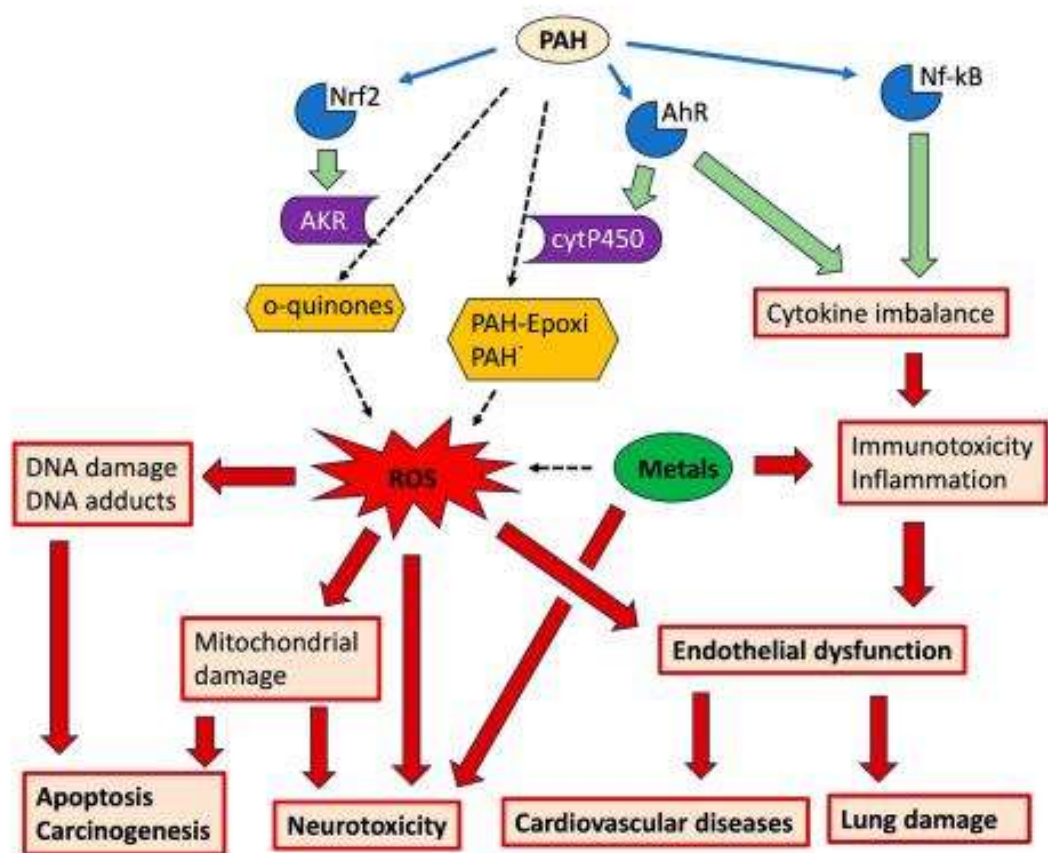 PAH
Nrf2
AhR
Nf-kB
AKR
cytP450
o-quinones
PAH-Epoxi
PAH˙
Cytokine imbalance
DNA damage
DNA adducts
ROS
Metals
Immunotoxicity
Inflammation
Mitochondrial
damage
Endothelial dysfunction
Apoptosis
Carcinogenesis
Neurotoxicity
Cardiovascular diseases
Lung damage